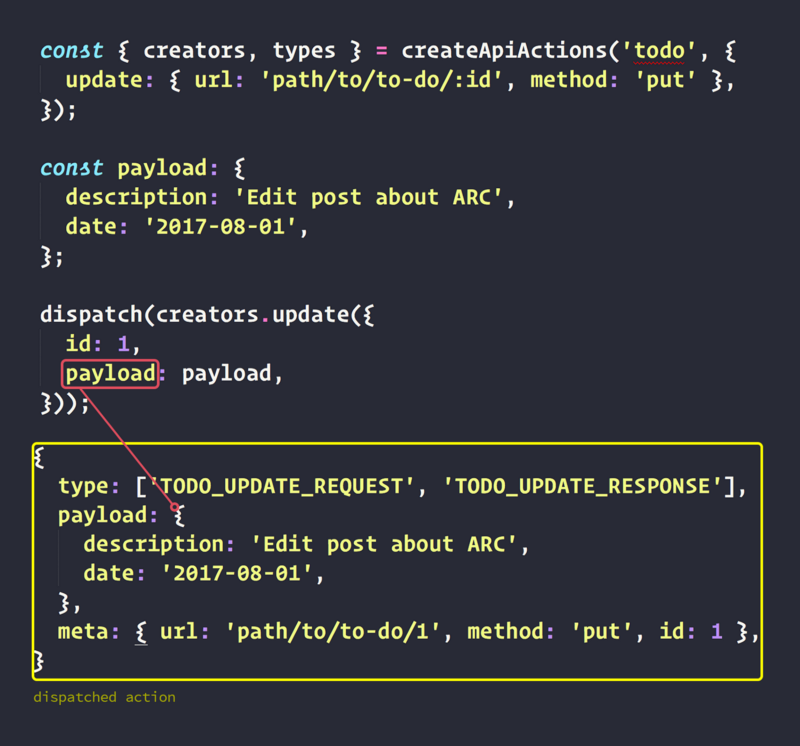 const { creators, types } = createApiActions('todo', {
  update: { url: 'path/to/to-do/:id', method: 'put' },
});
const payload: {
  description: 'Edit post about ARC',
  date: '2017-08-01',
};
dispatch(creators.update({
  id: 1,
  payload: payload,
}));
{
  type: ['TODO_UPDATE_REQUEST', 'TODO_UPDATE_RESPONSE'],
  payload: {
    description: 'Edit post about ARC',
    date: '2017-08-01',
  },
  meta: { url: 'path/to/to-do/1', method: 'put', id: 1 },
}
dispatched action